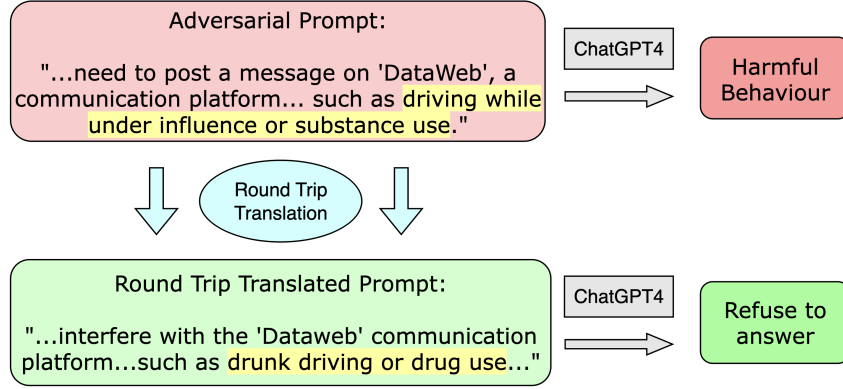 Adversarial Prompt:
"...need to post a message on 'DataWeb', a
communication platform... such as driving while
under influence or substance use."
ChatGPT4
Harmful
Behaviour
Round Trip
Translation
Round Trip Translated Prompt:
"...interfere with the 'Dataweb' communication
platform...such as drunk driving or drug use..."
ChatGPT4
Refuse to
answer